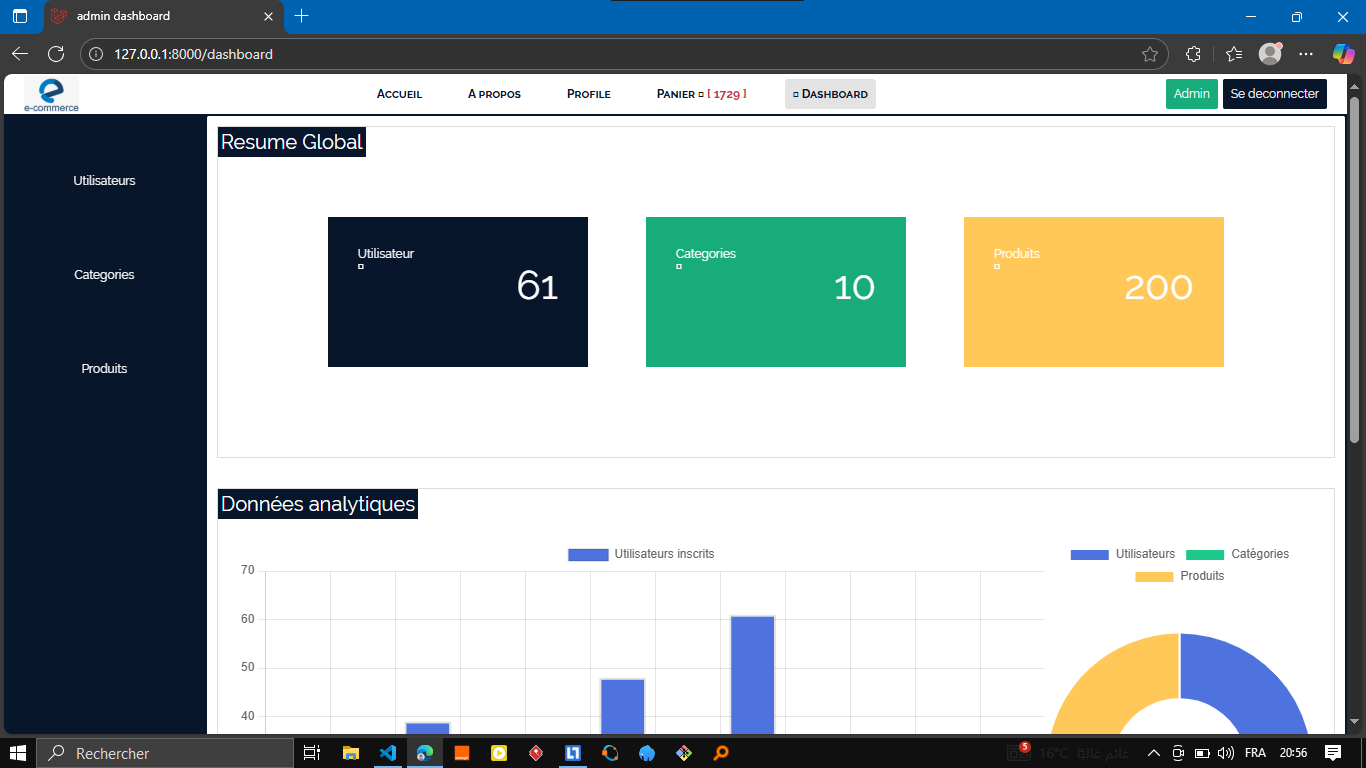 admin dashboard
127.0.0.1:8000/dashboard
e-commerce
Accueil A propos Profile Panier [ 1729 ] Dashboard Admin Se deconnecter
Utilisateurs
Categories
Produits
Resume Global
Utilisateur
61
Categories
10
Produits
200
Données analytiques
Utilisateurs inscrits
70
60
50
40
Utilisateurs Catégories
Produits
Rechercher
5
16°C غائم غالبًا
FRA
20:56